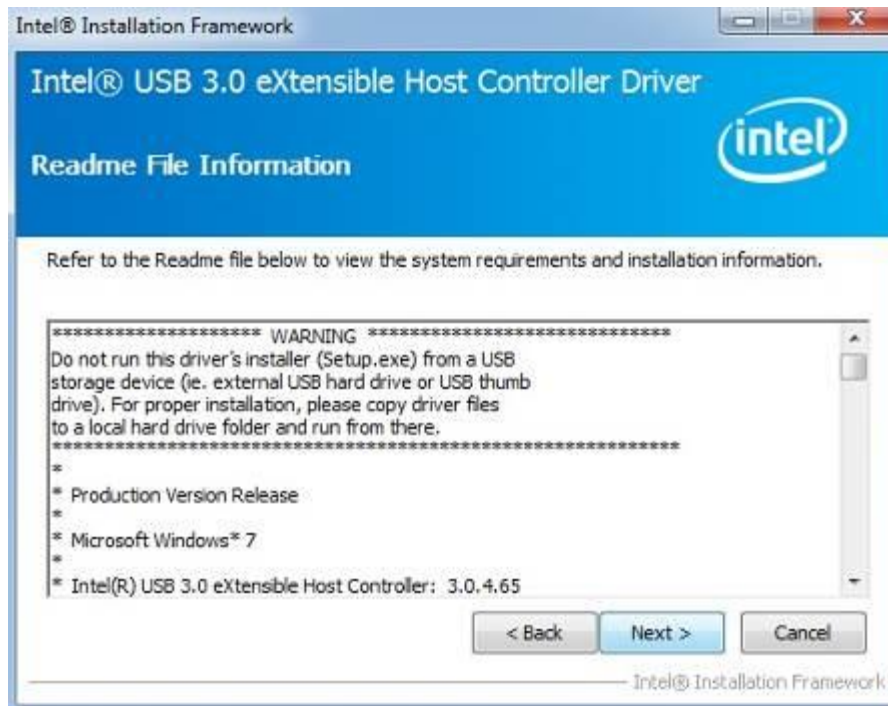 Intel® Installation Framework
Intel® USB 3.0 eXtensible Host Controller Driver
intel
Readme File Information
Refer to the Readme file below to view the system requirements and installation information.
******************** WARNING *****************************
Do not run this driver's installer (Setup.exe) from a USB
storage device (ie. external USB hard drive or USB thumb
drive). For proper installation, please copy driver files
to a local hard drive folder and run from there.
************************************************************
*
* Production Version Release
*
* Microsoft Windows* 7
*
* Intel(R) USB 3.0 eXtensible Host Controller: 3.0.4.65
< Back Next > Cancel
Intel® Installation Framework